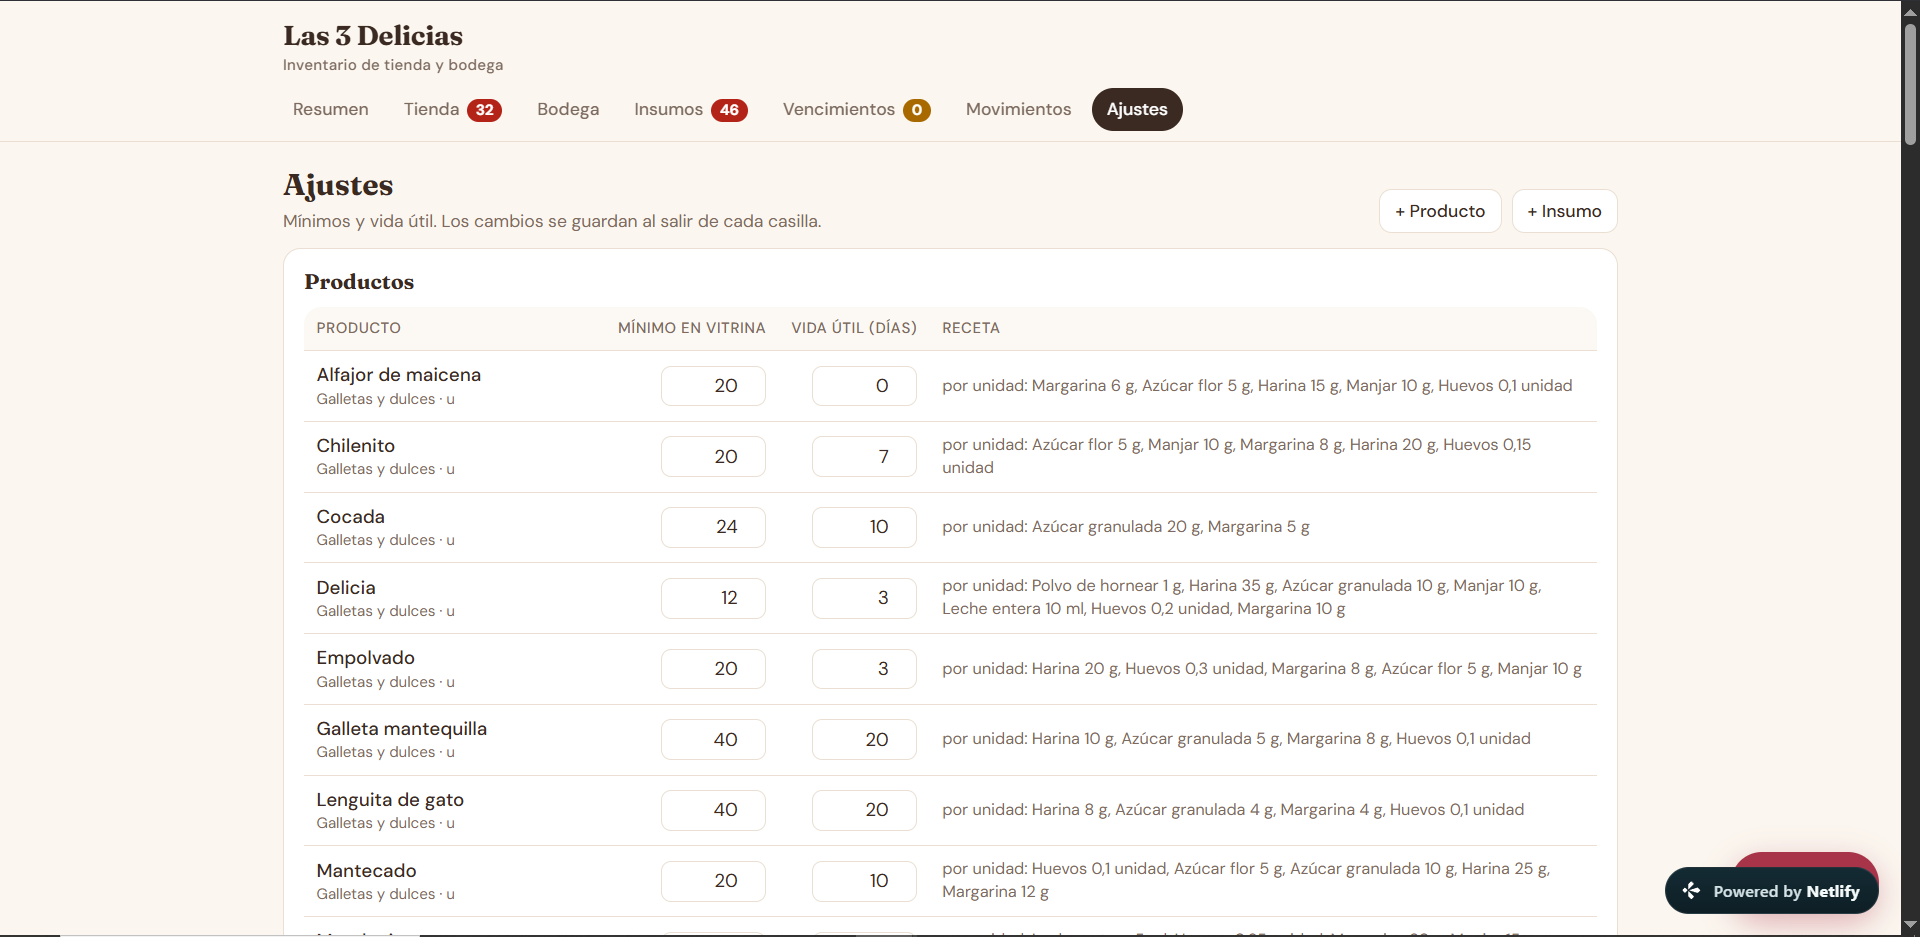 Las 3 Delicias
Inventario de tienda y bodega
Resumen Tienda 32 Bodega Insumos 46 Vencimientos 0 Movimientos Ajustes
Ajustes
Mínimos y vida útil. Los cambios se guardan al salir de cada casilla.
+ Producto + Insumo
Productos
PRODUCTO MÍNIMO EN VITRINA VIDA ÚTIL (DÍAS) RECETA
Alfajor de maicena
Galletas y dulces · u
20 0 por unidad: Margarina 6 g, Azúcar flor 5 g, Harina 15 g, Manjar 10 g, Huevos 0,1 unidad
Chilenito
Galletas y dulces · u
20 7 por unidad: Azúcar flor 5 g, Manjar 10 g, Margarina 8 g, Harina 20 g, Huevos 0,15
unidad
Cocada
Galletas y dulces · u
24 10 por unidad: Azúcar granulada 20 g, Margarina 5 g
Delicia
Galletas y dulces · u
12 3 por unidad: Polvo de hornear 1 g, Harina 35 g, Azúcar granulada 10 g, Manjar 10 g,
Leche entera 10 ml, Huevos 0,2 unidad, Margarina 10 g
Empolvado
Galletas y dulces · u
20 3 por unidad: Harina 20 g, Huevos 0,3 unidad, Margarina 8 g, Azúcar flor 5 g, Manjar 10 g
Galleta mantequilla
Galletas y dulces · u
40 20 por unidad: Harina 10 g, Azúcar granulada 5 g, Margarina 8 g, Huevos 0,1 unidad
Lenguita de gato
Galletas y dulces · u
40 20 por unidad: Harina 8 g, Azúcar granulada 4 g, Margarina 4 g, Huevos 0,1 unidad
Mantecado
Galletas y dulces · u
20 10 por unidad: Huevos 0,1 unidad, Azúcar flor 5 g, Azúcar granulada 10 g, Harina 25 g,
Margarina 12 g
Powered by Netlify